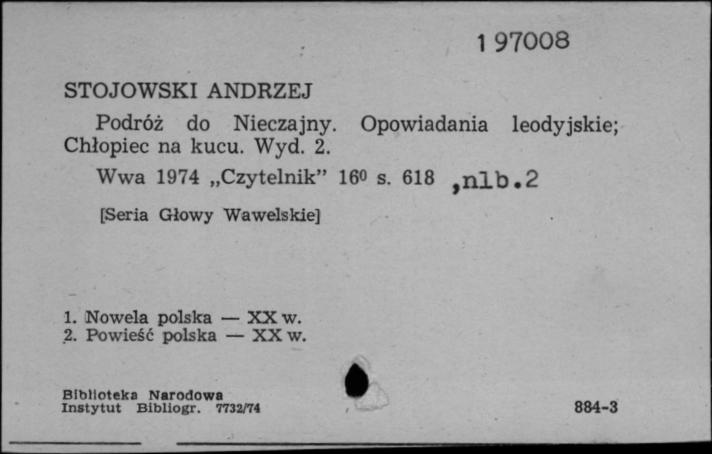 197008
STOJOWSKI ANDRZEJ
Podróż do Nieczajny. Opowiadania leodyjskie;
Chłopiec na kucu. Wyd. 2.
Wwa 1974 „Czytelnik” 16⁰ s. 618 ,nlb.2
[Seria Głowy Wawelskie]
1. Nowela polska — XX w.
2. Powieść polska — XX w.
Biblioteka Narodowa
Instytut Bibliogr. 7732/74 884-3